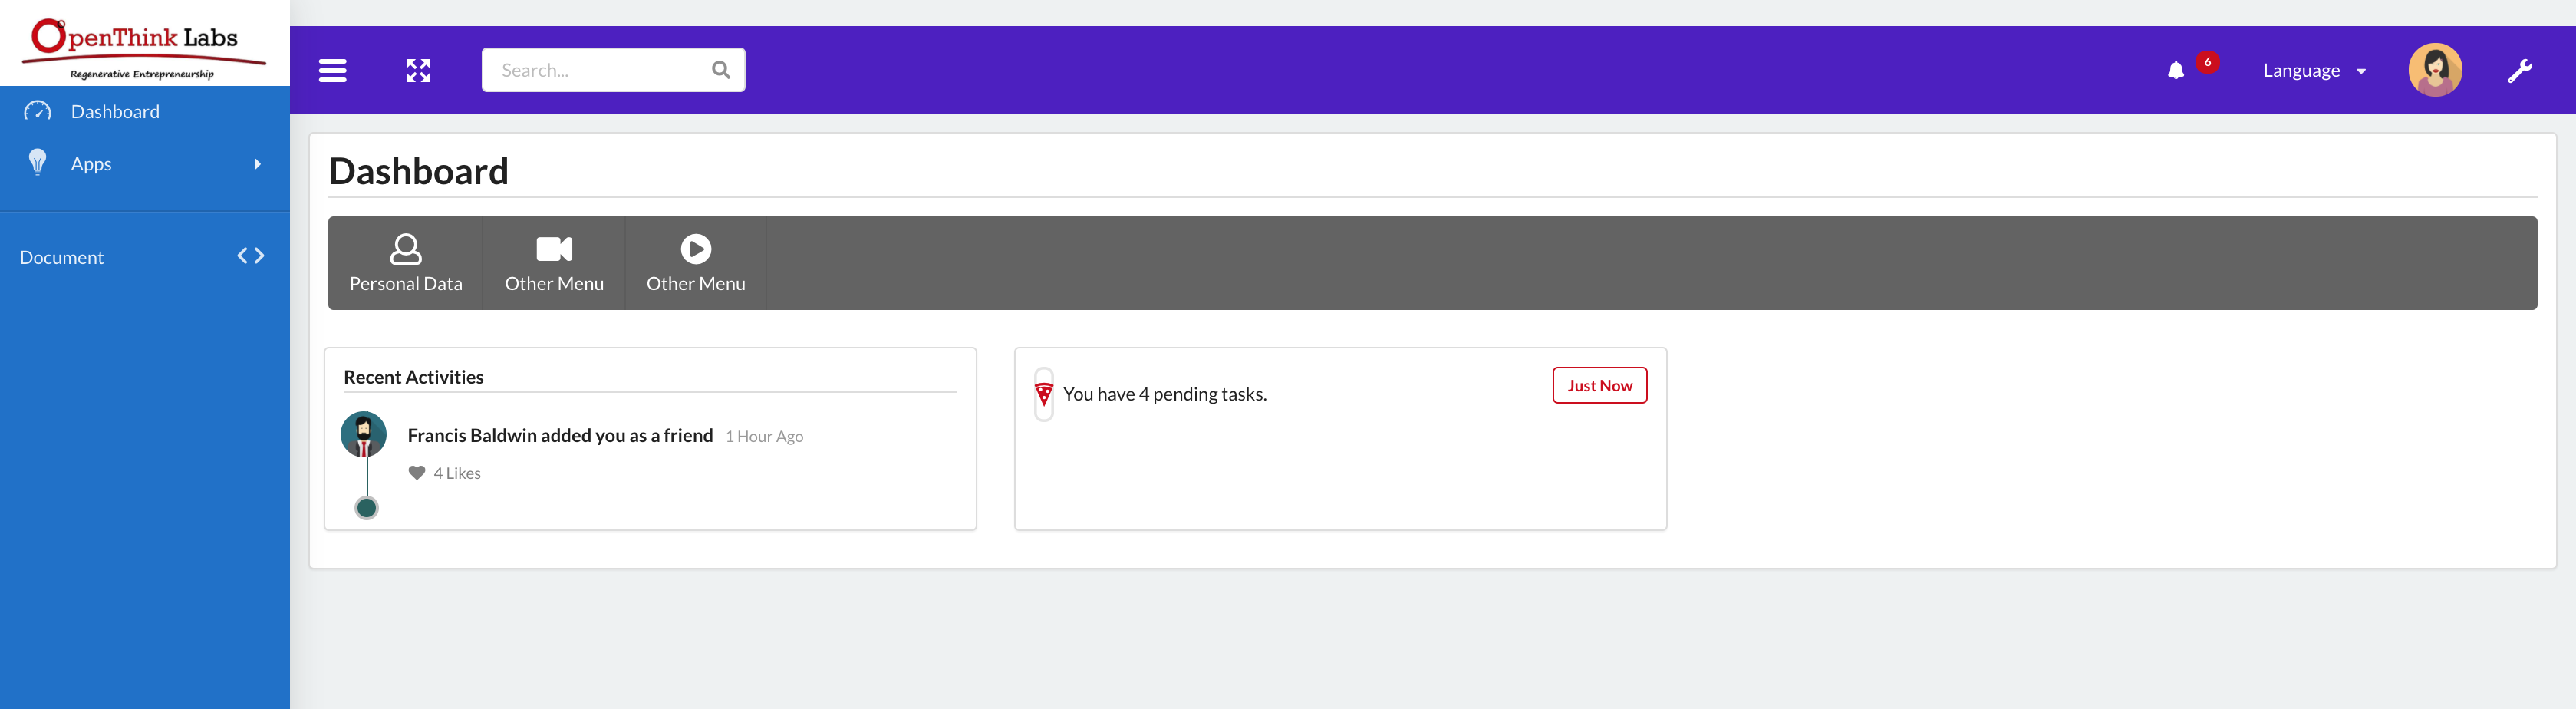 OpenThink Labs
Regenerative Entrepreneurship
Search...
6
Language
Dashboard
Apps
Document
Dashboard
Personal Data
Other Menu
Other Menu
Recent Activities
Francis Baldwin added you as a friend 1 Hour Ago
4 Likes
You have 4 pending tasks.
Just Now